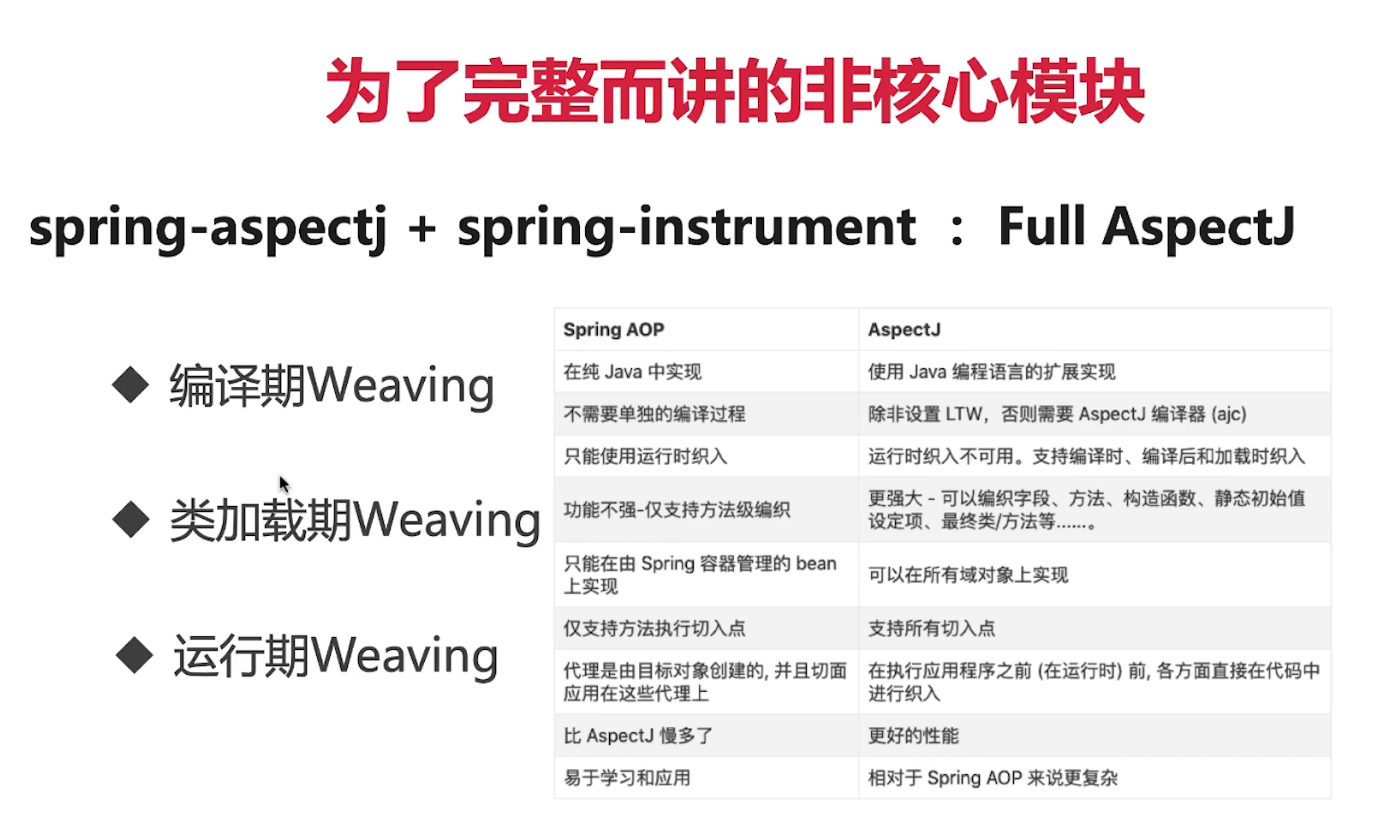 为了完整而讲的非核心模块
spring-aspectj + spring-instrument ： Full AspectJ
◆ 编译期Weaving
◆ 类加载期Weaving
◆ 运行期Weaving
Spring AOP AspectJ
在纯 Java 中实现 使用 Java 编程语言的扩展实现
不需要单独的编译过程 除非设置 LTW，否则需要 AspectJ 编译器 (ajc)
只能使用运行时织入 运行时织入不可用。支持编译时、编译后和加载时织入
功能不强-仅支持方法级编织 更强大 - 可以编织字段、方法、构造函数、静态初始值
设定项、最终类/方法等......。
只能在由 Spring 容器管理的 bean
上实现 可以在所有域对象上实现
仅支持方法执行切入点 支持所有切入点
代理是由目标对象创建的, 并且切面
应用在这些代理上 在执行应用程序之前 (在运行时) 前, 各方面直接在代码中
进行织入
比 AspectJ 慢多了 更好的性能
易于学习和应用 相对于 Spring AOP 来说更复杂